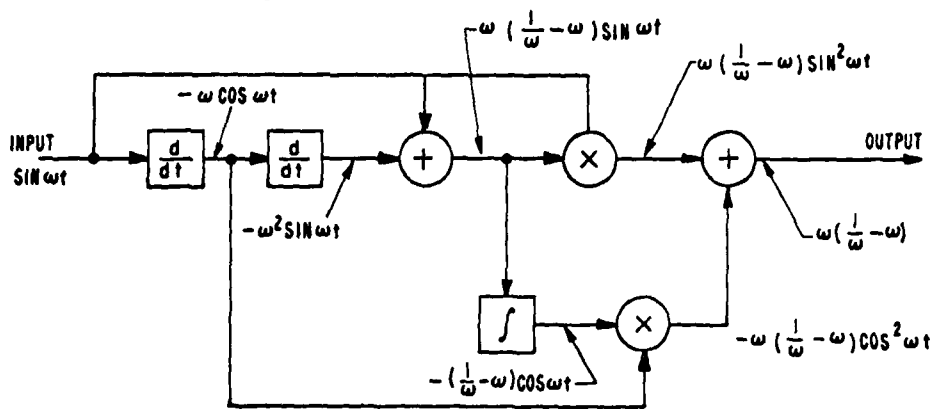 ω (1/ω − ω) SIN ωt
ω (1/ω − ω) SIN² ωt
− ω COS ωt
INPUT
SIN ωt
d/dt
d/dt
+
×
+
OUTPUT
−ω² SIN ωt
ω (1/ω − ω)
∫
×
−ω (1/ω − ω) COS² ωt
−(1/ω − ω) COS ωt